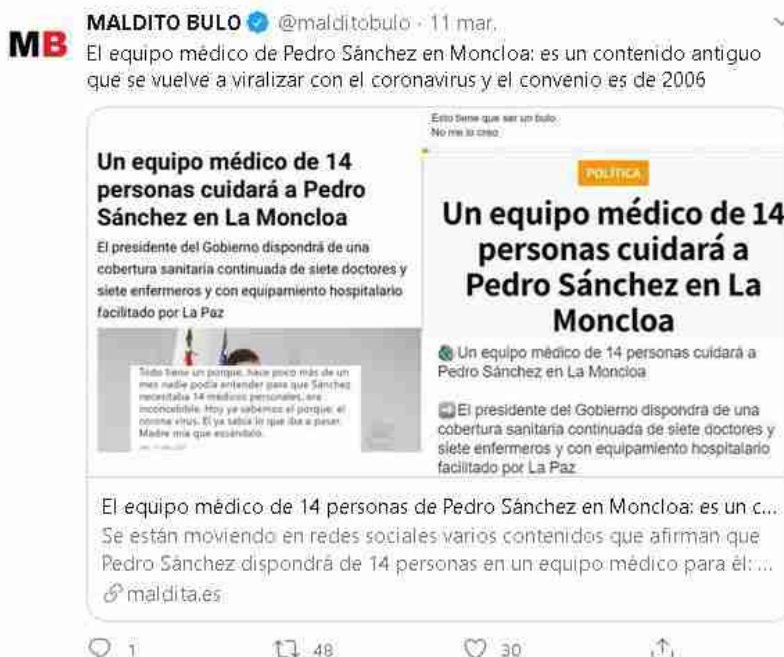 MB
MALDITO BULO @malditobulo · 11 mar.
El equipo médico de Pedro Sánchez en Moncloa: es un contenido antiguo
que se vuelve a viralizar con el coronavirus y el convenio es de 2006
Un equipo médico de 14
personas cuidará a Pedro
Sánchez en La Moncloa
El presidente del Gobierno dispondrá de una
cobertura sanitaria continuada de siete doctores y
siete enfermeros y con equipamiento hospitalario
facilitado por La Paz
Todo tiene un porque, hace poco más de un
mes nadie podía entender para que Sánchez
necesitaba 14 médicos personales, era
inconcebible. Hoy ya sabemos el porque: el
corona virus. El ya sabía lo que iba a pasar.
Madre mía que escándalo.
Esto tiene que ser un bulo
No me lo creo
POLÍTICA
Un equipo médico de 14
personas cuidará a
Pedro Sánchez en La
Moncloa
Un equipo médico de 14 personas cuidará a
Pedro Sánchez en La Moncloa
El presidente del Gobierno dispondrá de una
cobertura sanitaria continuada de siete doctores y
siete enfermeros y con equipamiento hospitalario
facilitado por La Paz
El equipo médico de 14 personas de Pedro Sánchez en Moncloa: es un c...
Se están moviendo en redes sociales varios contenidos que afirman que
Pedro Sánchez dispondrá de 14 personas en un equipo médico para él: ...
maldita.es
1 48 30